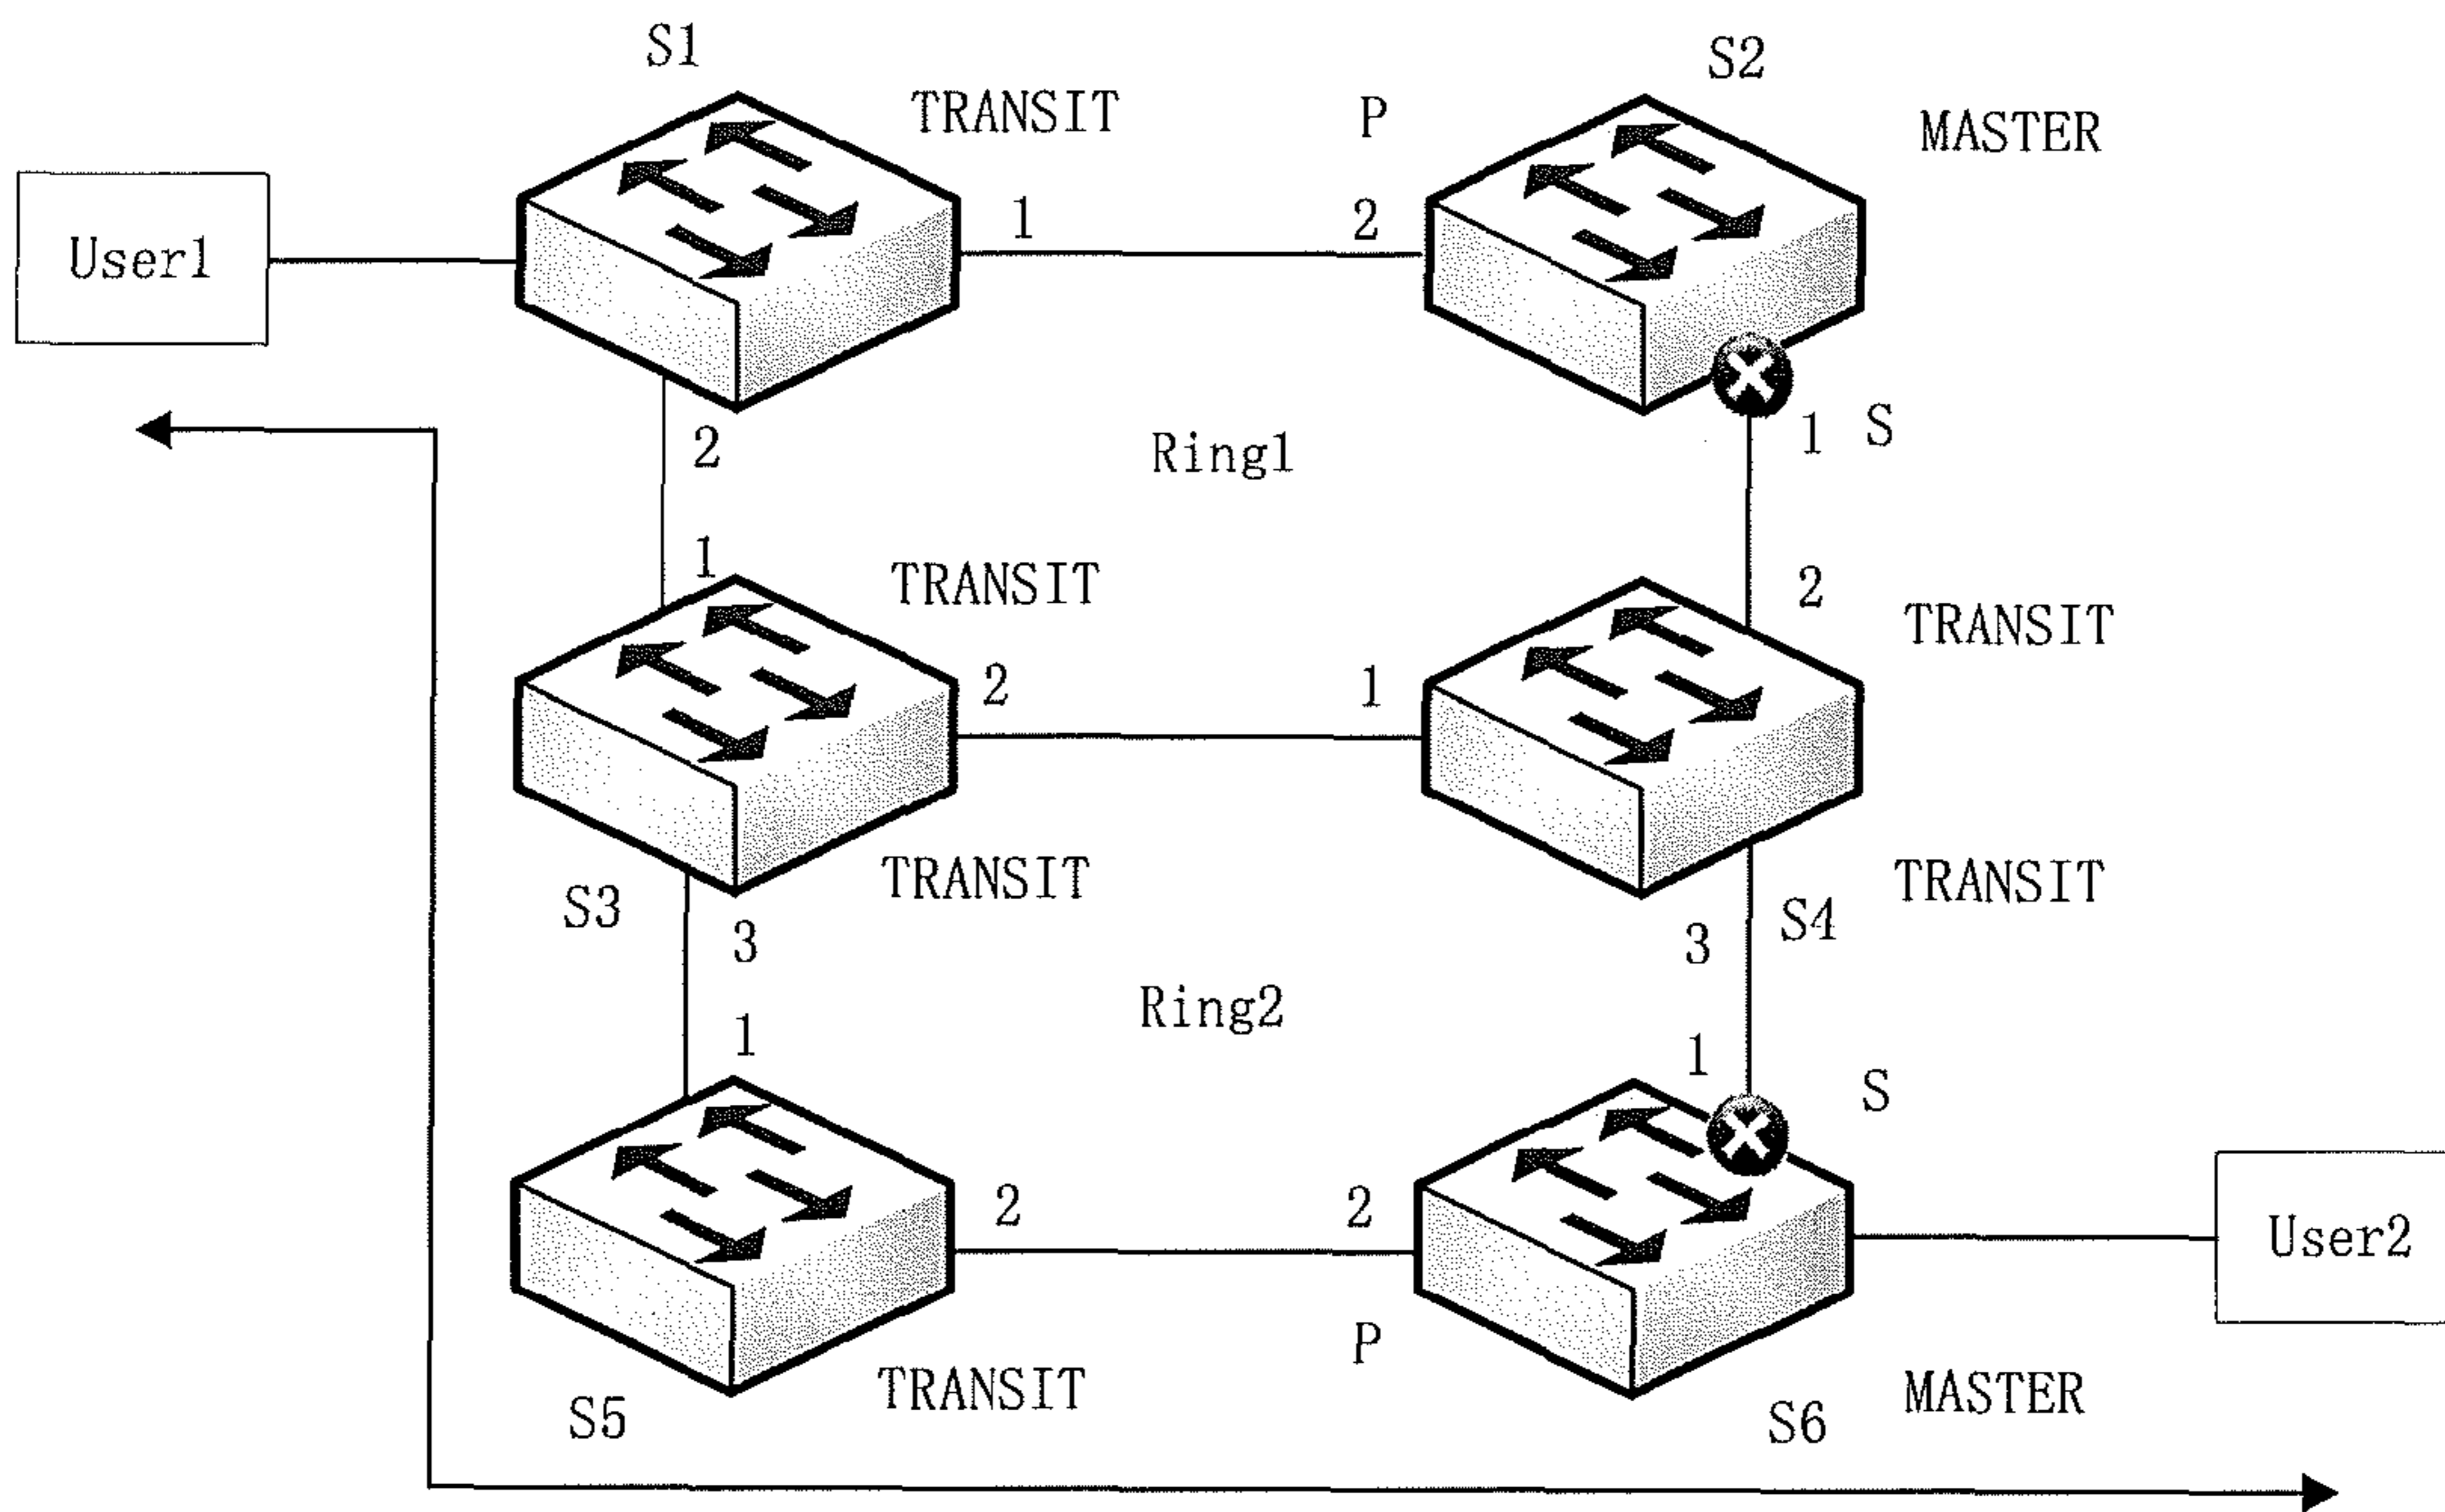 S1
S2
TRANSIT
P
MASTER
User1
1
2
2
Ring1
1
S
1
TRANSIT
2
TRANSIT
2
1
S3
TRANSIT
3
3
S4
TRANSIT
Ring2
1
1
S
2
2
User2
P
S5
TRANSIT
S6
MASTER